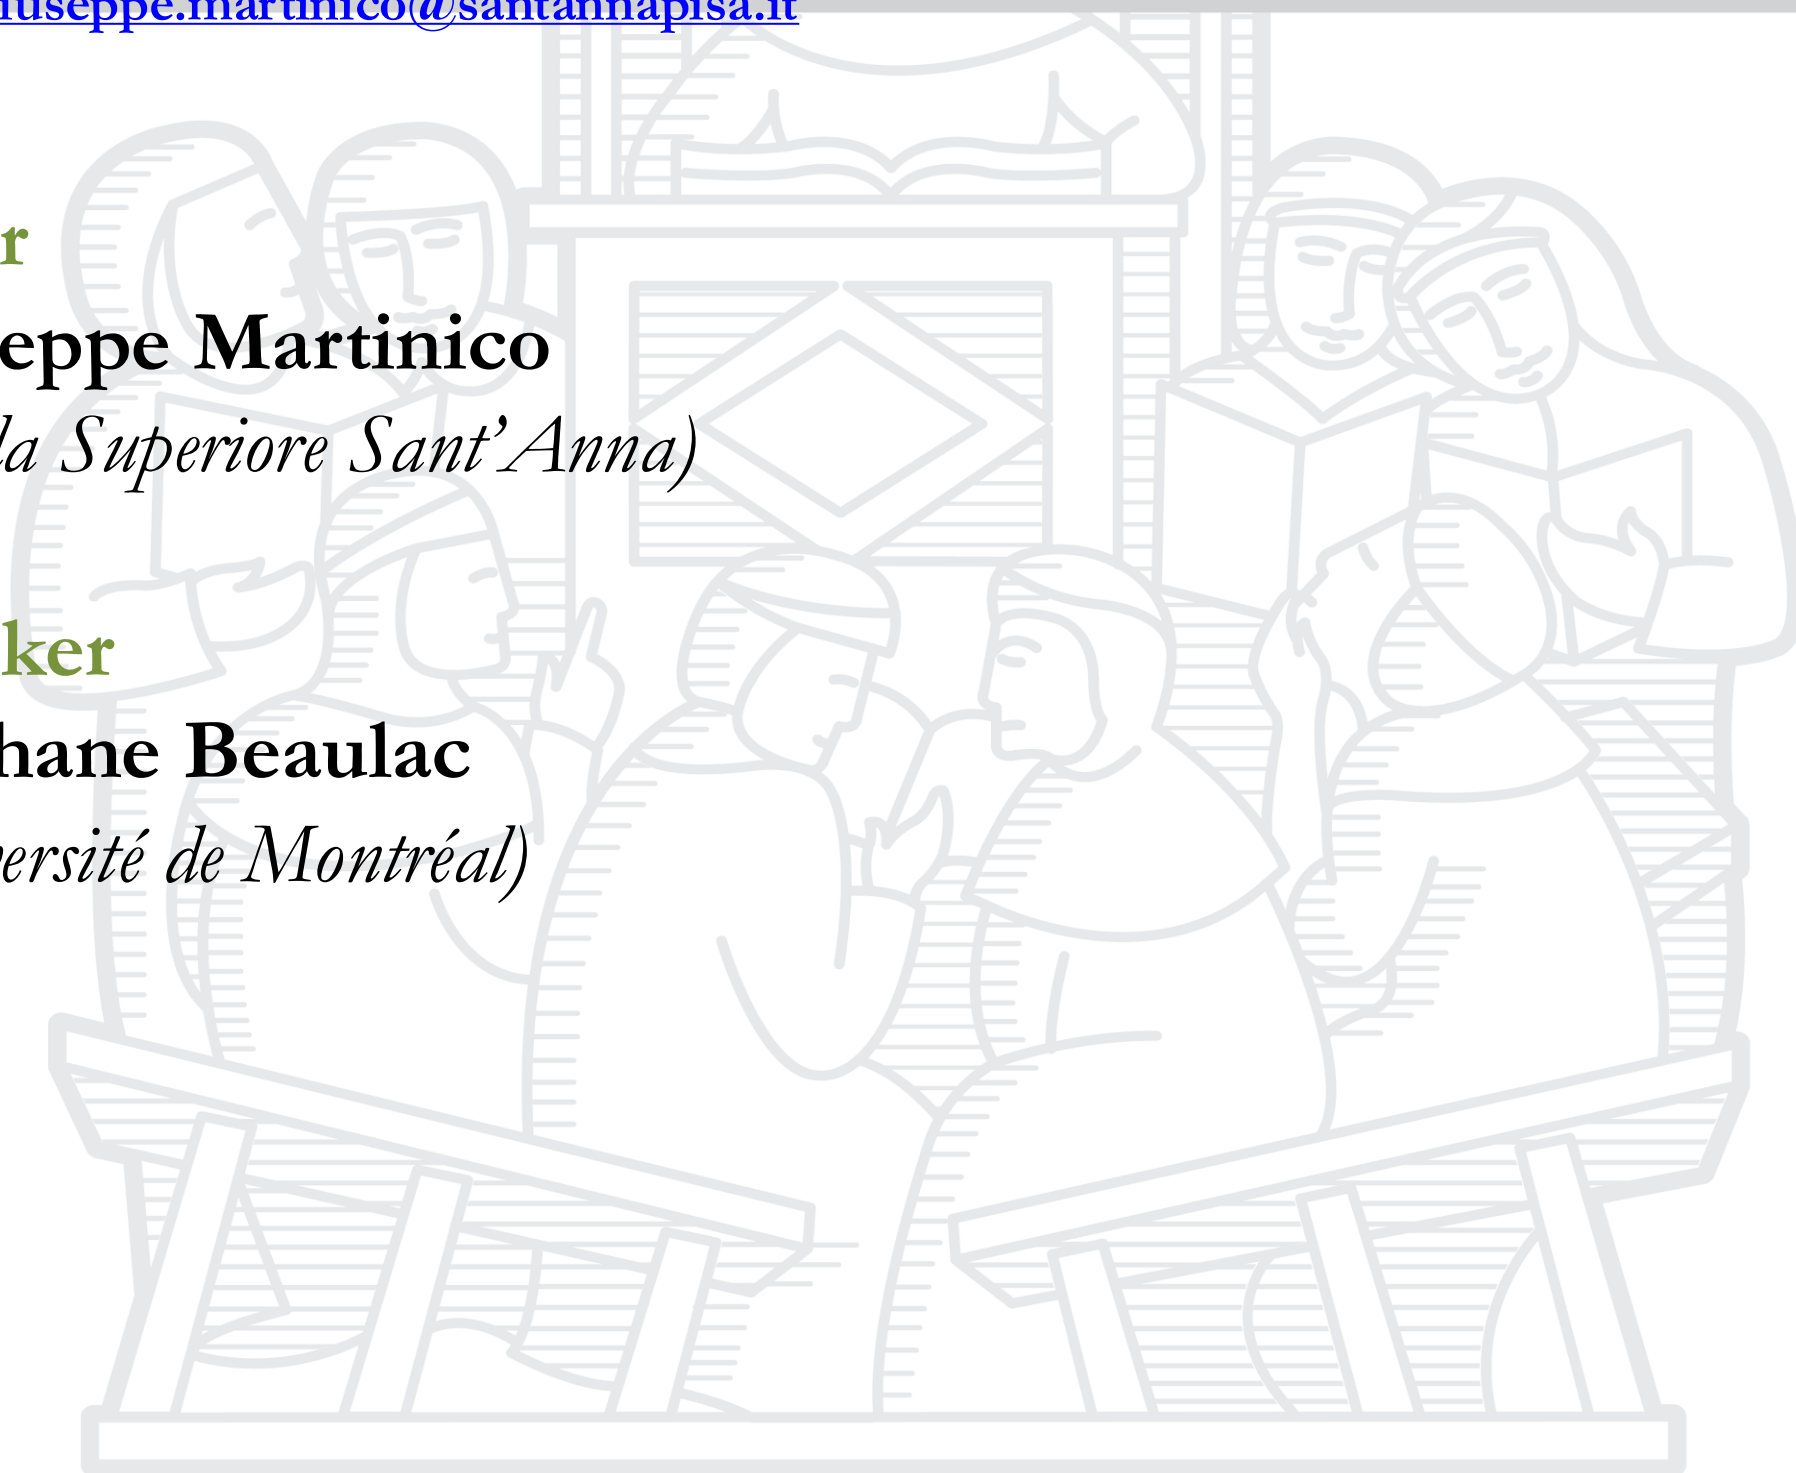 iuseppe.martinico@santannapisa.it
r
eppe Martinico
la Superiore Sant'Anna)
ker
hane Beaulac
ersité de Montréal)